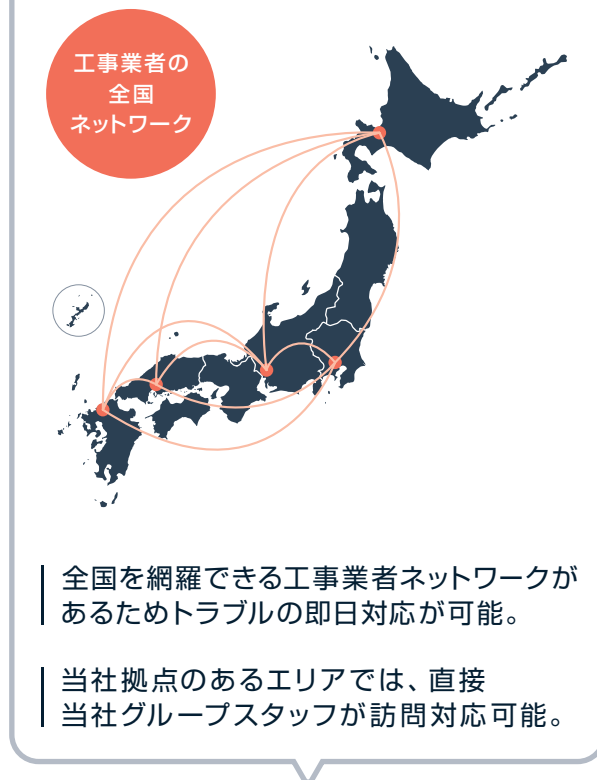 工事業者の
全国
ネットワーク
全国を網羅できる工事業者ネットワークが
あるためトラブルの即日対応が可能。
当社拠点のあるエリアでは、直接
当社グループスタッフが訪問対応可能。